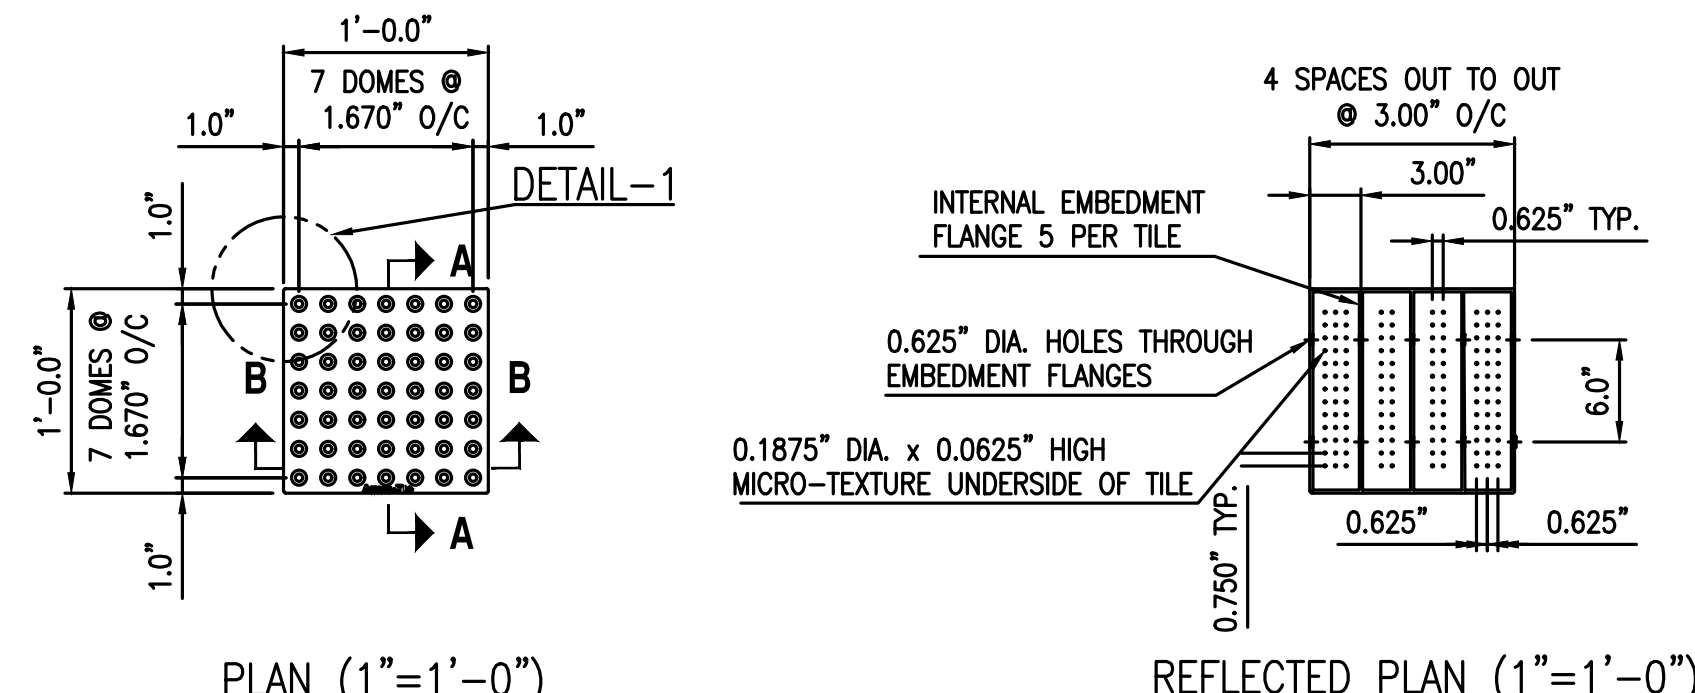 1'-0.0"
7 DOMES @
1.670" O/C
1.0"
1.0"
DETAIL-1
1.0"
A
1'-0.0"
7 DOMES @
1.670" O/C
B
B
A
1.0"
PLAN (1"=1'-0")
4 SPACES OUT TO OUT
@ 3.00" O/C
3.00"
INTERNAL EMBEDMENT
FLANGE 5 PER TILE
0.625" TYP.
0.625" DIA. HOLES THROUGH
EMBEDMENT FLANGES
6.0"
0.1875" DIA. x 0.0625" HIGH
MICRO-TEXTURE UNDERSIDE OF TILE
0.750" TYP.
0.625"
0.625"
REFLECTED PLAN (1"=1'-0")